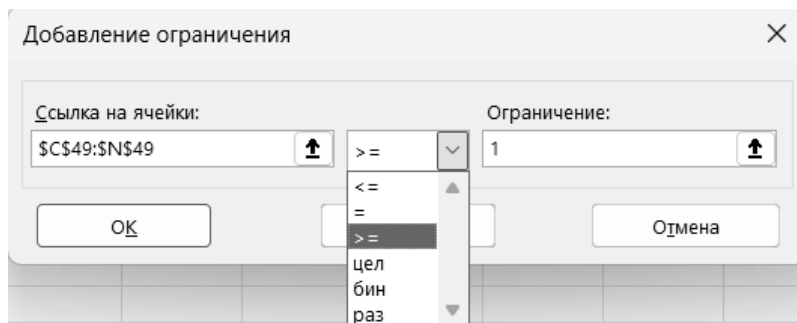 Добавление ограничения
Ссылка на ячейки:
Ограничение:
$C$49:$N$49
>=
1
<=
=
>=
цел
бин
раз
ОК
Отмена